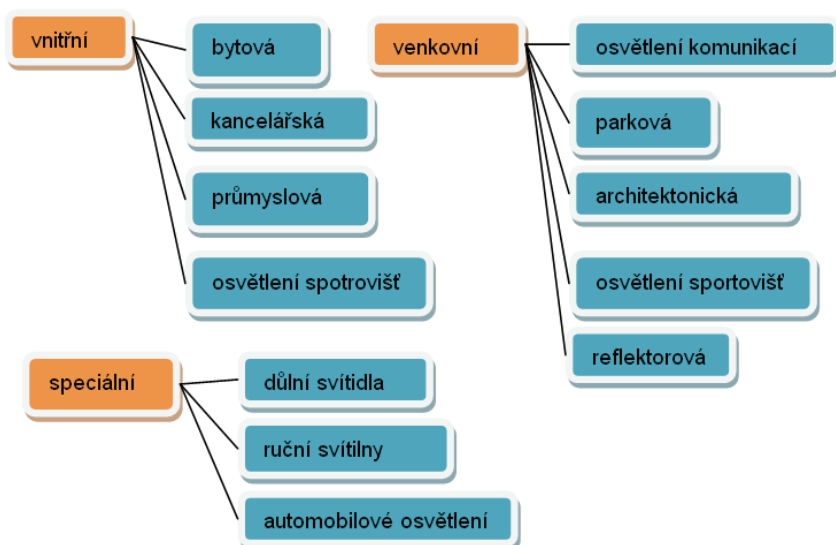 vnitřní
bytová
kancelářská
průmyslová
osvětlení spotrovišť
venkovní
osvětlení komunikací
parková
architektonická
osvětlení sportovišť
reflektorová
speciální
důlní svítidla
ruční svítilny
automobilové osvětlení